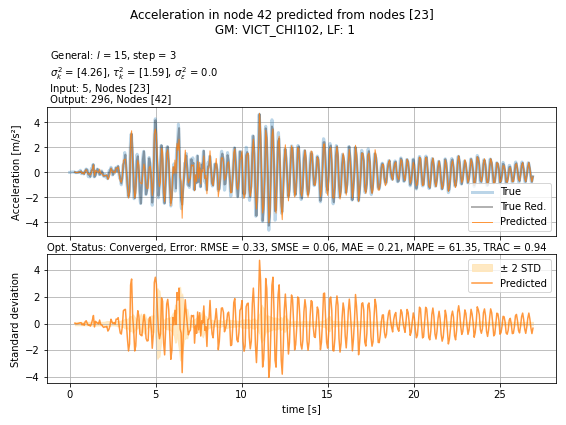 Acceleration in node 42 predicted from nodes [23]
GM: VICT_CHI102, LF: 1
General: l = 15, step = 3
σ²ₖ = [4.26], τ²ₖ = [1.59], σ²ε = 0.0
Input: 5, Nodes [23]
Output: 296, Nodes [42]
Acceleration [m/s²]
4
2
0
−2
−4
True
True Red.
Predicted
Opt. Status: Converged, Error: RMSE = 0.33, SMSE = 0.06, MAE = 0.21, MAPE = 61.35, TRAC = 0.94
Standard deviation
4
2
0
−2
−4
± 2 STD
Predicted
0 5 10 15 20 25
time [s]